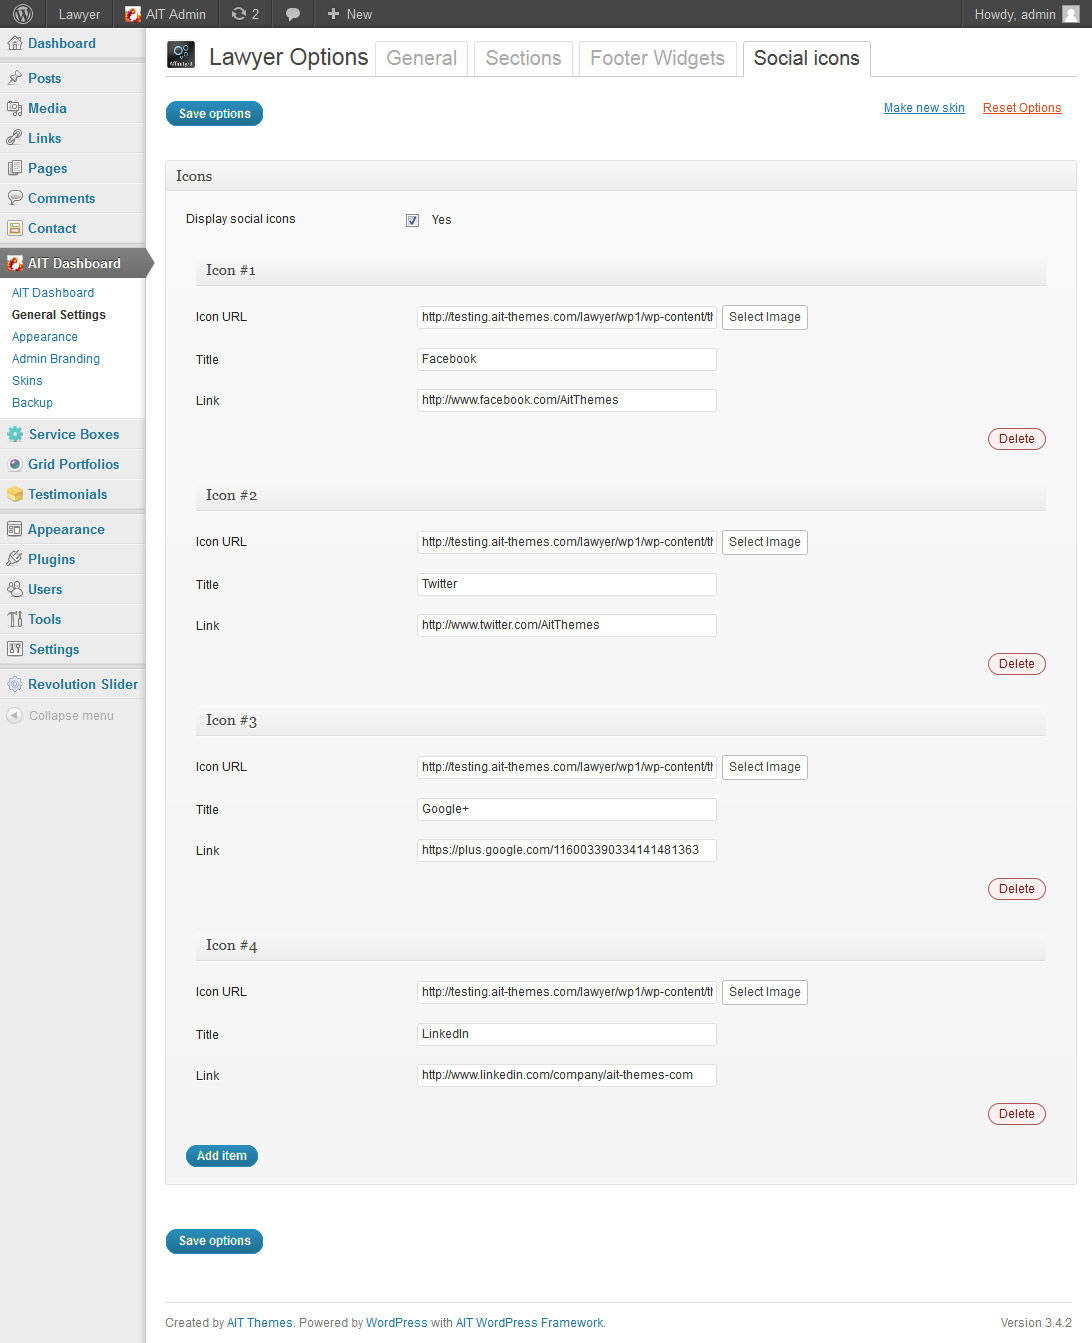 Lawyer AIT Admin 2 New Howdy, admin
Dashboard
Posts
Media
Links
Pages
Comments
Contact
AIT Dashboard
AIT Dashboard
General Settings
Appearance
Admin Branding
Skins
Backup
Service Boxes
Grid Portfolios
Testimonials
Appearance
Plugins
Users
Tools
Settings
Revolution Slider
Collapse menu
Lawyer Options General Sections Footer Widgets Social icons
Save options Make new skin Reset Options
Icons
Display social icons Yes
Icon #1
Icon URL http://testing.ait-themes.com/lawyer/wp1/wp-content/th Select Image
Title Facebook
Link http://www.facebook.com/AitThemes
Delete
Icon #2
Icon URL http://testing.ait-themes.com/lawyer/wp1/wp-content/th Select Image
Title Twitter
Link http://www.twitter.com/AitThemes
Delete
Icon #3
Icon URL http://testing.ait-themes.com/lawyer/wp1/wp-content/th Select Image
Title Google+
Link https://plus.google.com/116003390334141481363
Delete
Icon #4
Icon URL http://testing.ait-themes.com/lawyer/wp1/wp-content/th Select Image
Title LinkedIn
Link http://www.linkedin.com/company/ait-themes-com
Delete
Add item
Save options
Created by AIT Themes. Powered by WordPress with AIT WordPress Framework. Version 3.4.2